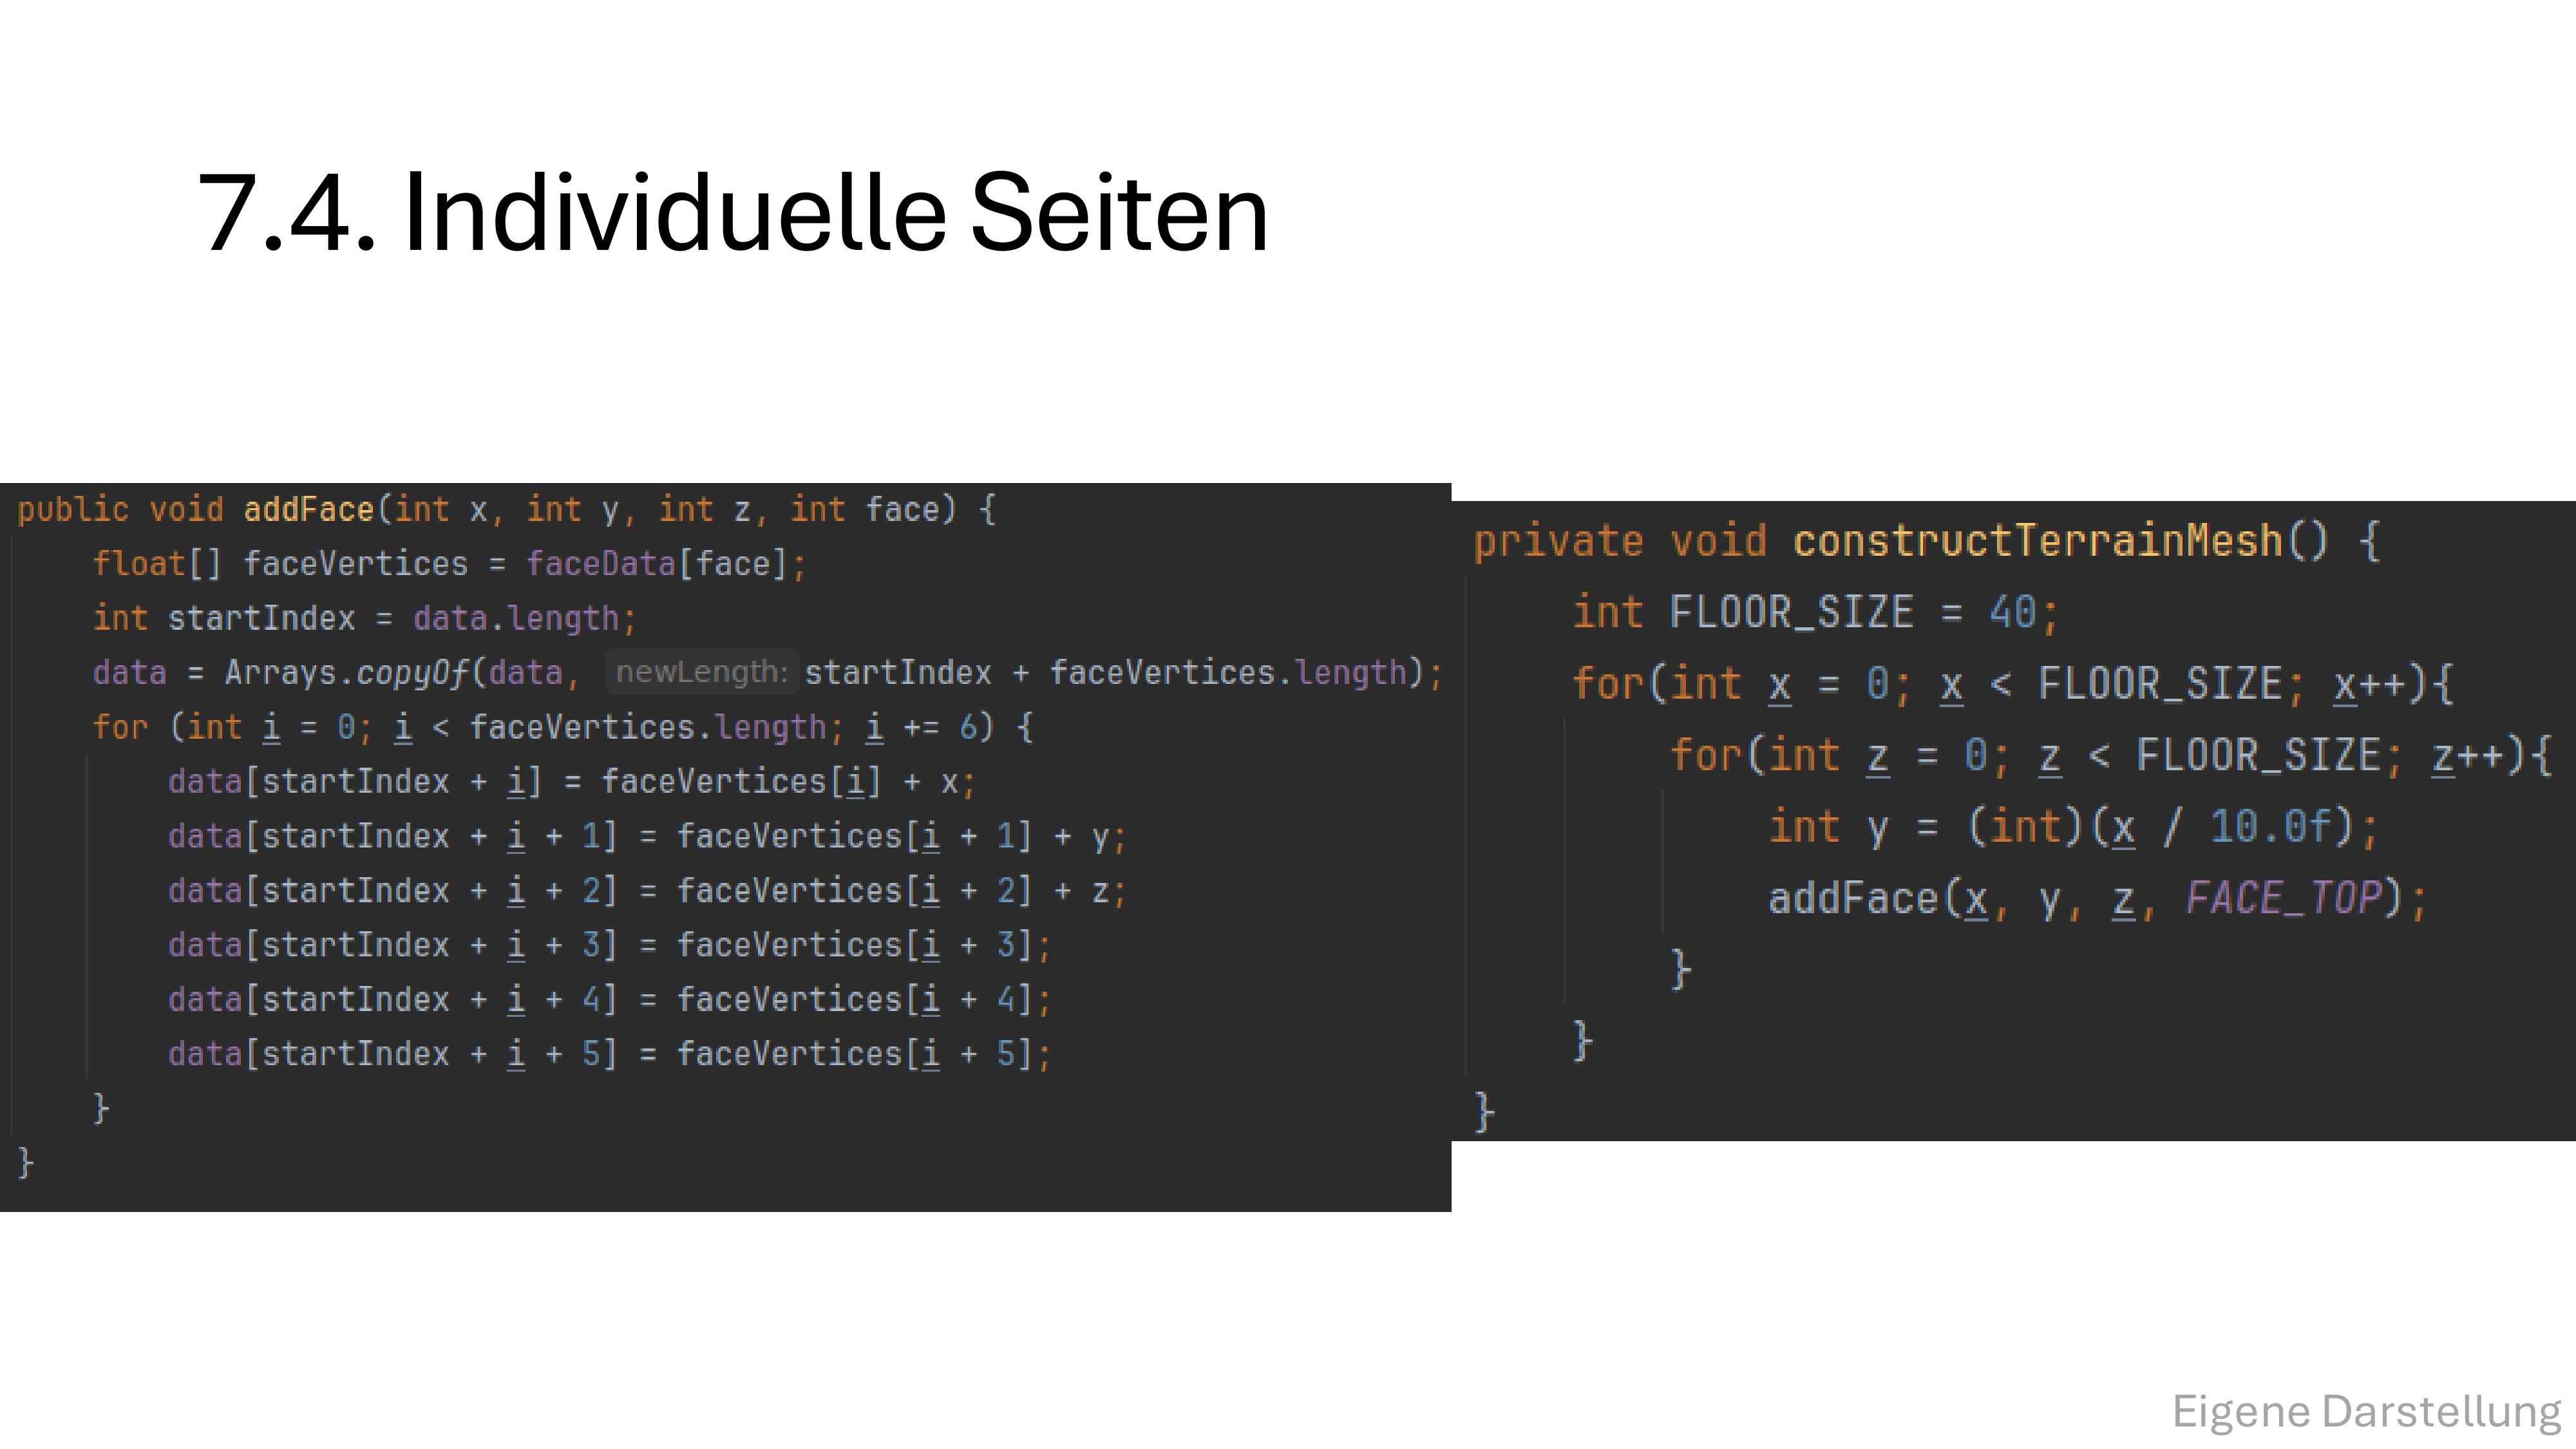 7.4. Individuelle Seiten
public void addFace(int x, int y, int z, int face) {
    float[] faceVertices = faceData[face];
    int startIndex = data.length;
    data = Arrays.copyOf(data, newLength: startIndex + faceVertices.length);
    for (int i = 0; i < faceVertices.length; i += 6) {
        data[startIndex + i] = faceVertices[i] + x;
        data[startIndex + i + 1] = faceVertices[i + 1] + y;
        data[startIndex + i + 2] = faceVertices[i + 2] + z;
        data[startIndex + i + 3] = faceVertices[i + 3];
        data[startIndex + i + 4] = faceVertices[i + 4];
        data[startIndex + i + 5] = faceVertices[i + 5];
    }
}
private void constructTerrainMesh() {
    int FLOOR_SIZE = 40;
    for(int x = 0; x < FLOOR_SIZE; x++){
        for(int z = 0; z < FLOOR_SIZE; z++){
            int y = (int)(x / 10.0f);
            addFace(x, y, z, FACE_TOP);
        }
    }
}
Eigene Darstellung